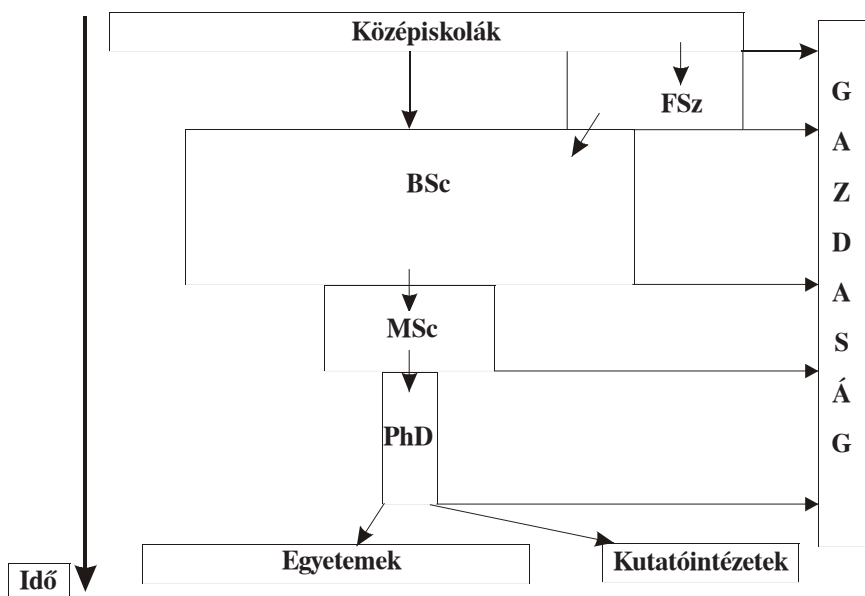 Középiskolák
FSz
BSc
MSc
PhD
Egyetemek
Kutatóintézetek
Idő
G
A
Z
D
A
S
Á
G